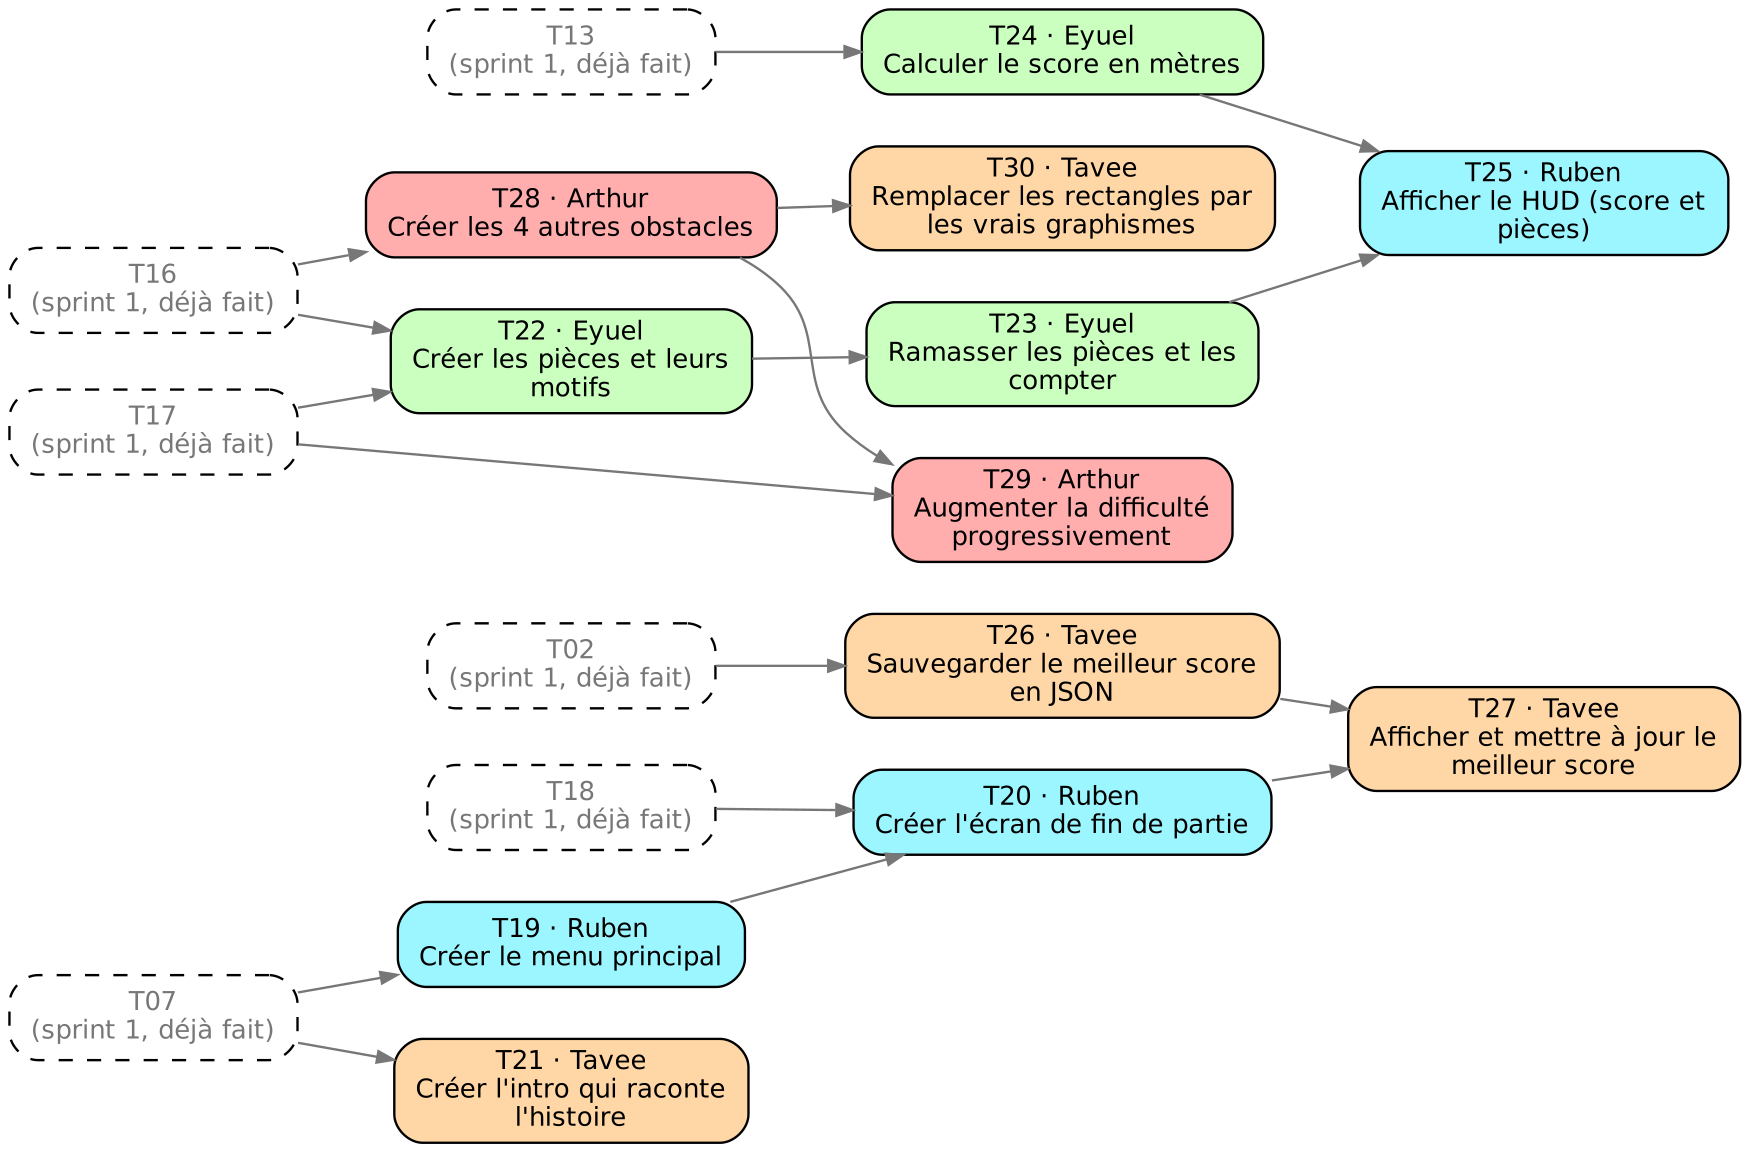 T13
(sprint 1, déjà fait)
T24 · Eyuel
Calculer le score en mètres
T28 · Arthur
Créer les 4 autres obstacles
T30 · Tavee
Remplacer les rectangles par
les vrais graphismes
T25 · Ruben
Afficher le HUD (score et
pièces)
T16
(sprint 1, déjà fait)
T22 · Eyuel
Créer les pièces et leurs
motifs
T23 · Eyuel
Ramasser les pièces et les
compter
T17
(sprint 1, déjà fait)
T29 · Arthur
Augmenter la difficulté
progressivement
T02
(sprint 1, déjà fait)
T26 · Tavee
Sauvegarder le meilleur score
en JSON
T27 · Tavee
Afficher et mettre à jour le
meilleur score
T18
(sprint 1, déjà fait)
T20 · Ruben
Créer l'écran de fin de partie
T19 · Ruben
Créer le menu principal
T07
(sprint 1, déjà fait)
T21 · Tavee
Créer l'intro qui raconte
l'histoire